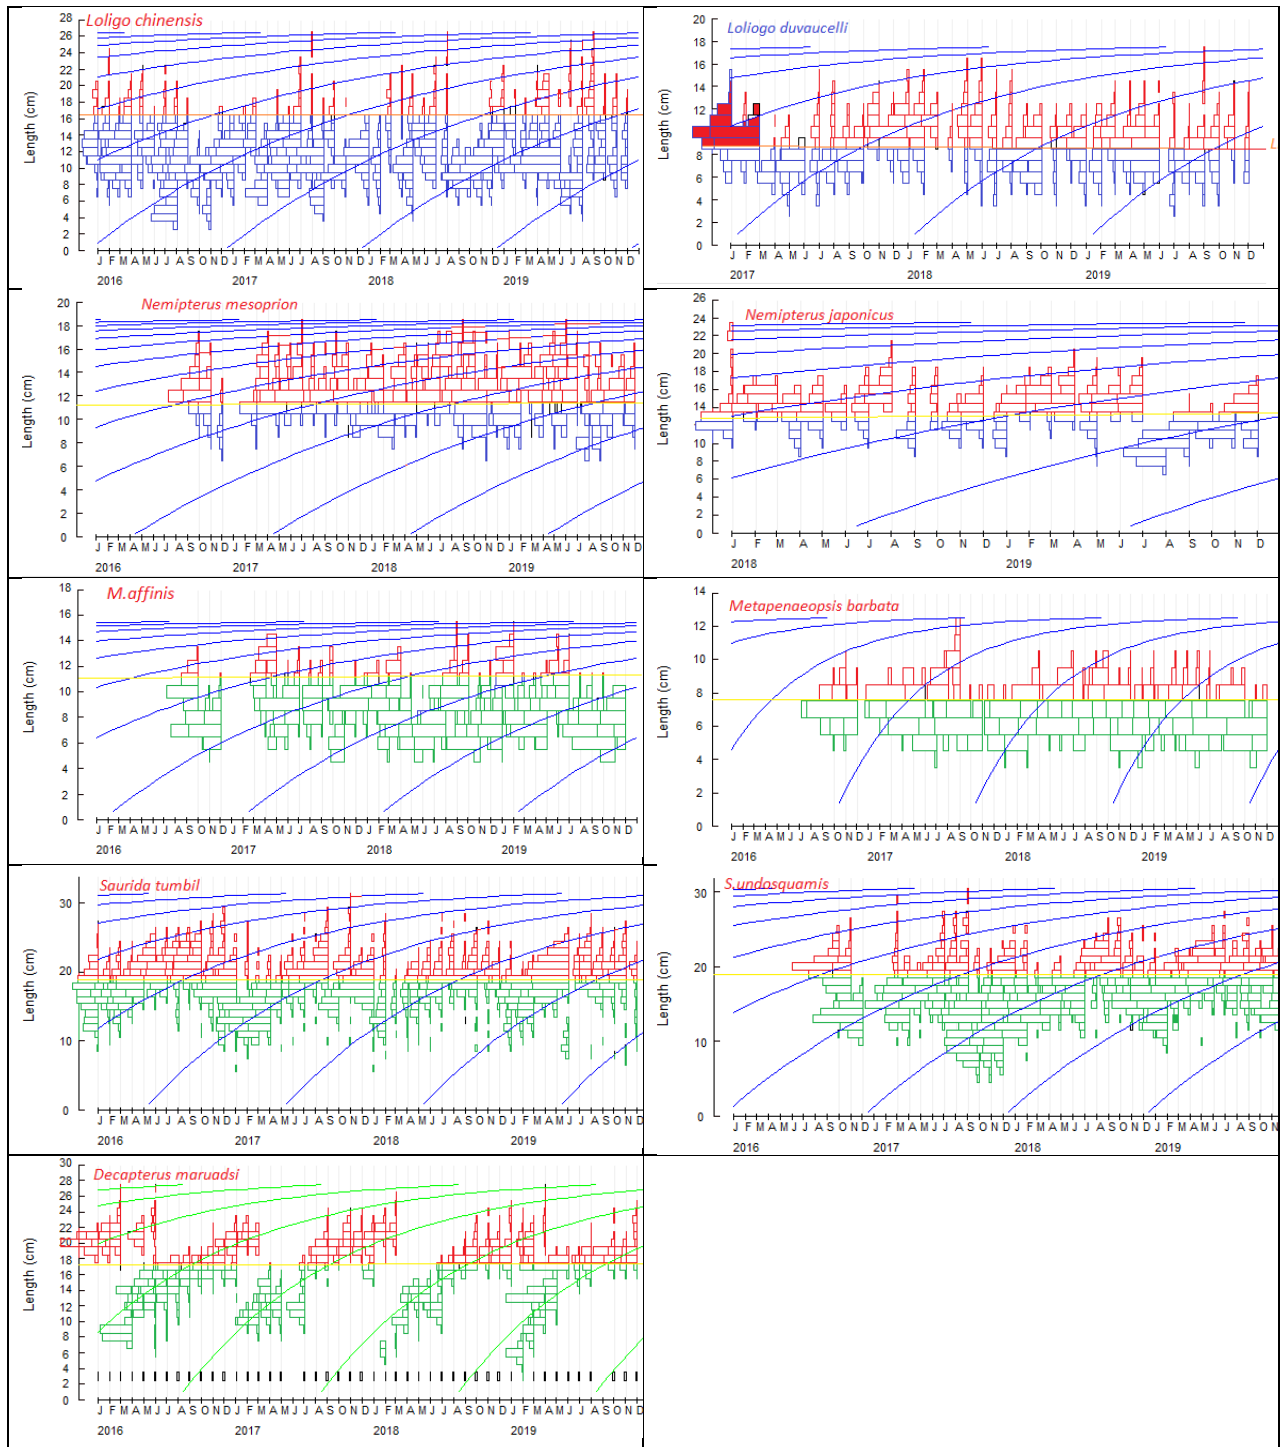 Loligo chinensis
Length (cm)
28
26
24
22
20
18
16
14
12
10
8
6
4
2
0
J F M A M J J A S O N D J F M A M J J A S O N D J F M A M J J A S O N D J F M A M J J A S O N D
2016 2017 2018 2019
Loliogo duvaucelli
Length (cm)
20
18
16
14
12
10
8
6
4
2
0
L
J F M A M J J A S O N D J F M A M J J A S O N D J F M A M J J A S O N D
2017 2018 2019
Nemipterus mesoprion
Length (cm)
20
18
16
14
12
10
8
6
4
2
0
J F M A M J J A S O N D J F M A M J J A S O N D J F M A M J J A S O N D J F M A M J J A S O N D
2016 2017 2018 2019
Nemipterus japonicus
Length (cm)
26
24
22
20
18
16
14
12
10
8
6
4
2
0
J F M A M J J A S O N D J F M A M J J A S O N D
2018 2019
M.affinis
Length (cm)
18
16
14
12
10
8
6
4
2
0
J F M A M J J A S O N D J F M A M J J A S O N D J F M A M J J A S O N D J F M A M J J A S O N D
2016 2017 2018 2019
Metapenaeopsis barbata
Length (cm)
14
12
10
8
6
4
2
0
J F M A M J J A S O N D J F M A M J J A S O N D J F M A M J J A S O N D J F M A M J J A S O N D
2016 2017 2018 2019
Saurida tumbil
Length (cm)
30
20
10
0
J F M A M J J A S O N D J F M A M J J A S O N D J F M A M J J A S O N D J F M A M J J A S O N D
2016 2017 2018 2019
S.undosquamis
Length (cm)
30
20
10
0
J F M A M J J A S O N D J F M A M J J A S O N D J F M A M J J A S O N D J F M A M J J A S O N
2016 2017 2018 2019
Decapterus maruadsi
Length (cm)
30
28
26
24
22
20
18
16
14
12
10
8
6
4
2
0
J F M A M J J A S O N D J F M A M J J A S O N D J F M A M J J A S O N D J F M A M J J A S O N D
2016 2017 2018 2019